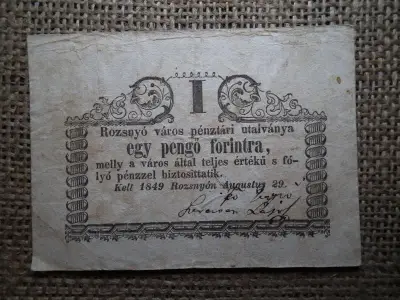 I
Rozsnyó város pénztári utalványa
egy pengő forintra,
melly a város által teljes értékű s fo-
lyó pénzzel biztosittatik.
Kelt 1849 Rozsnyón Augustus 29.